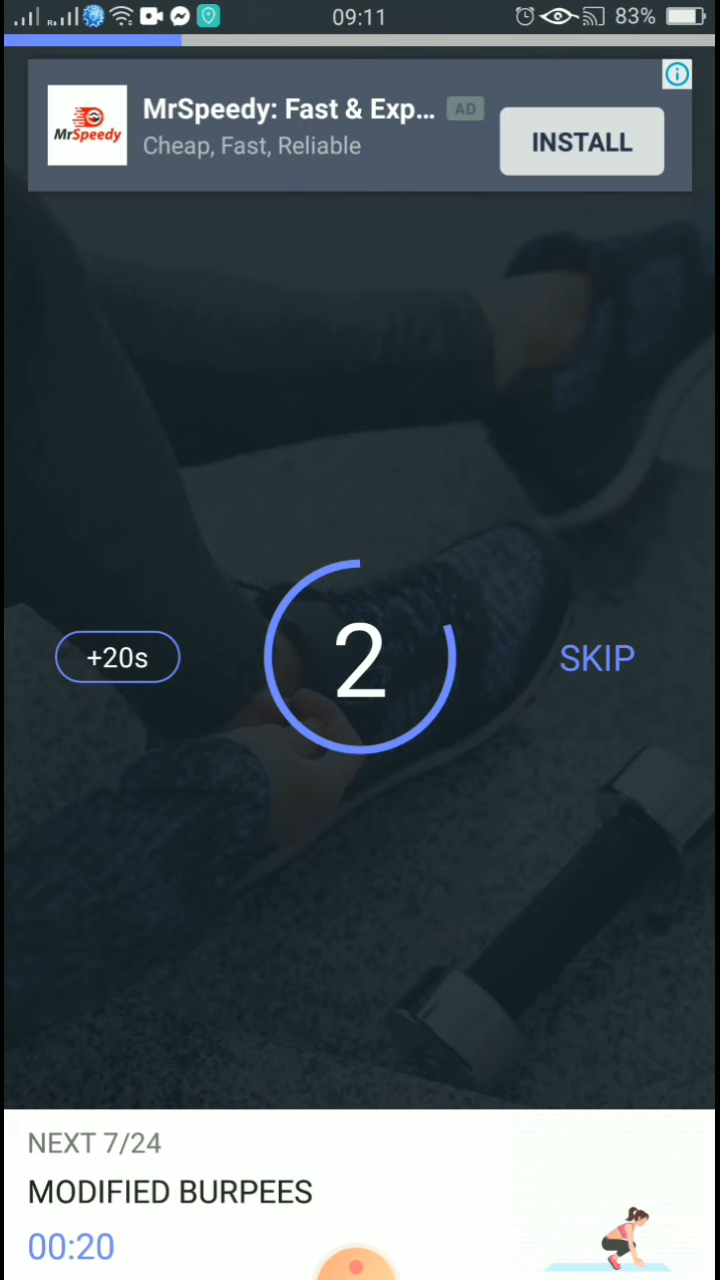 09:11
83%
MrSpeedy: Fast & Exp...
AD
Cheap, Fast, Reliable
INSTALL
MrSpeedy
+20s
2
SKIP
NEXT 7/24
MODIFIED BURPEES
00:20